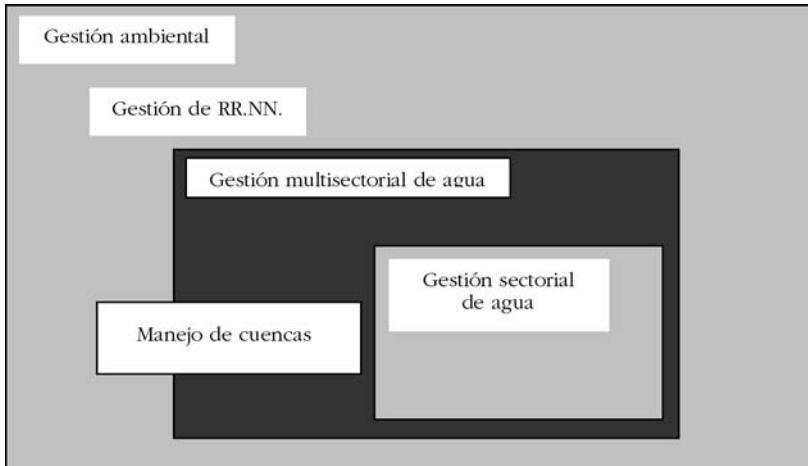 Gestión ambiental
Gestión de RR.NN.
Gestión multisectorial de agua
Gestión sectorial
de agua
Manejo de cuencas